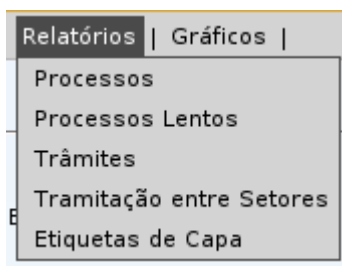 Relatórios | Gráficos |
Processos
Processos Lentos
Trâmites
Tramitação entre Setores
Etiquetas de Capa